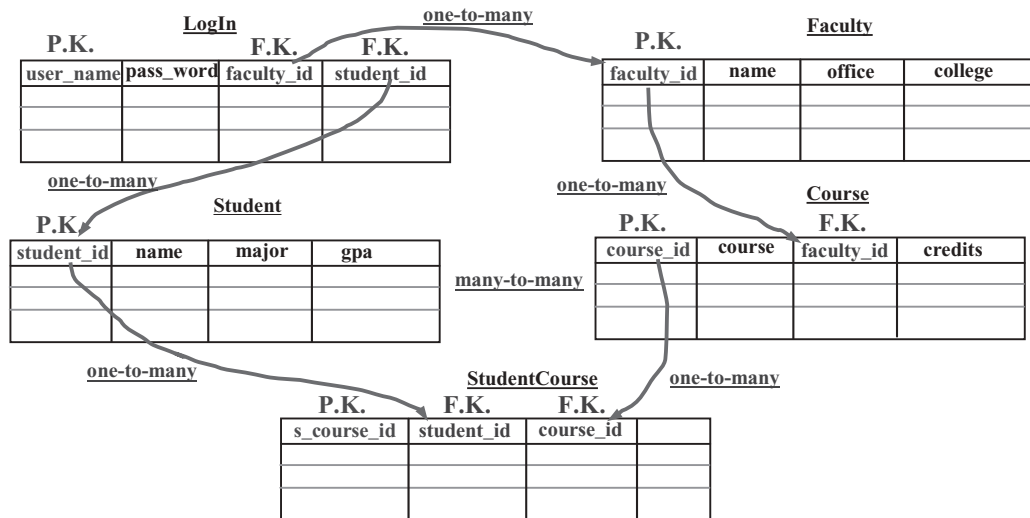 one-to-many
LogIn
Faculty
P.K. F.K. F.K.
P.K.
user_name pass_word faculty_id student_id
faculty_id name office college
one-to-many
one-to-many
Student
Course
P.K.
P.K. F.K.
student_id name major gpa
course_id course faculty_id credits
many-to-many
one-to-many
StudentCourse
one-to-many
P.K. F.K. F.K.
s_course_id student_id course_id